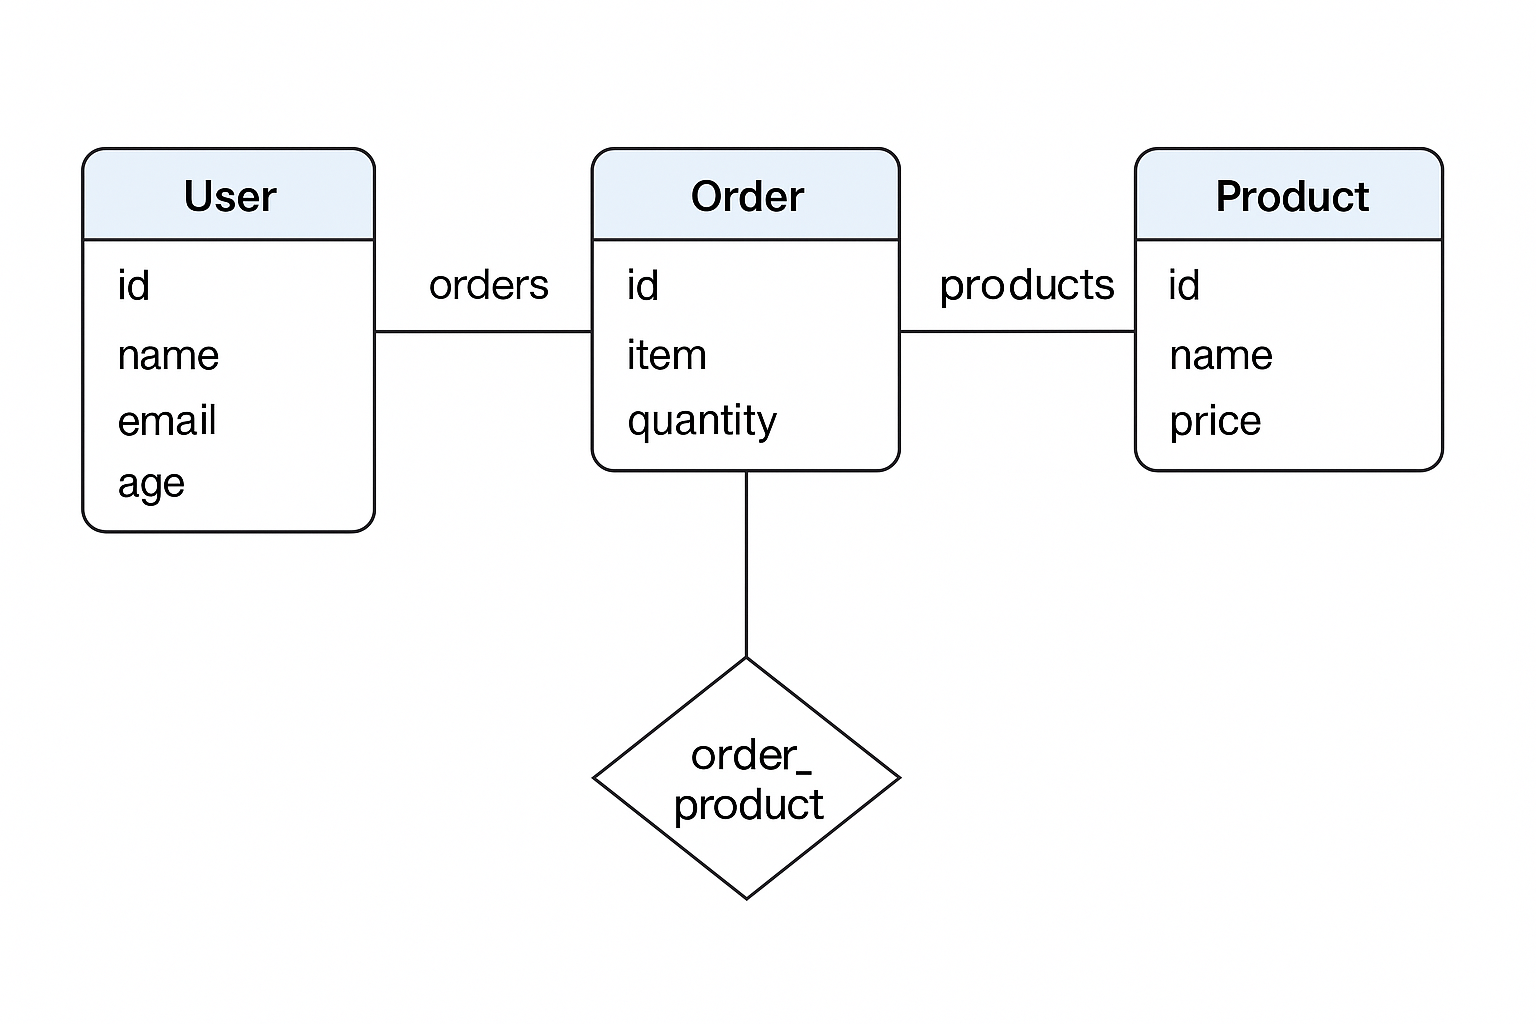 User
id
name
email
age
orders
Order
id
item
quantity
products
Product
id
name
price
order_
product